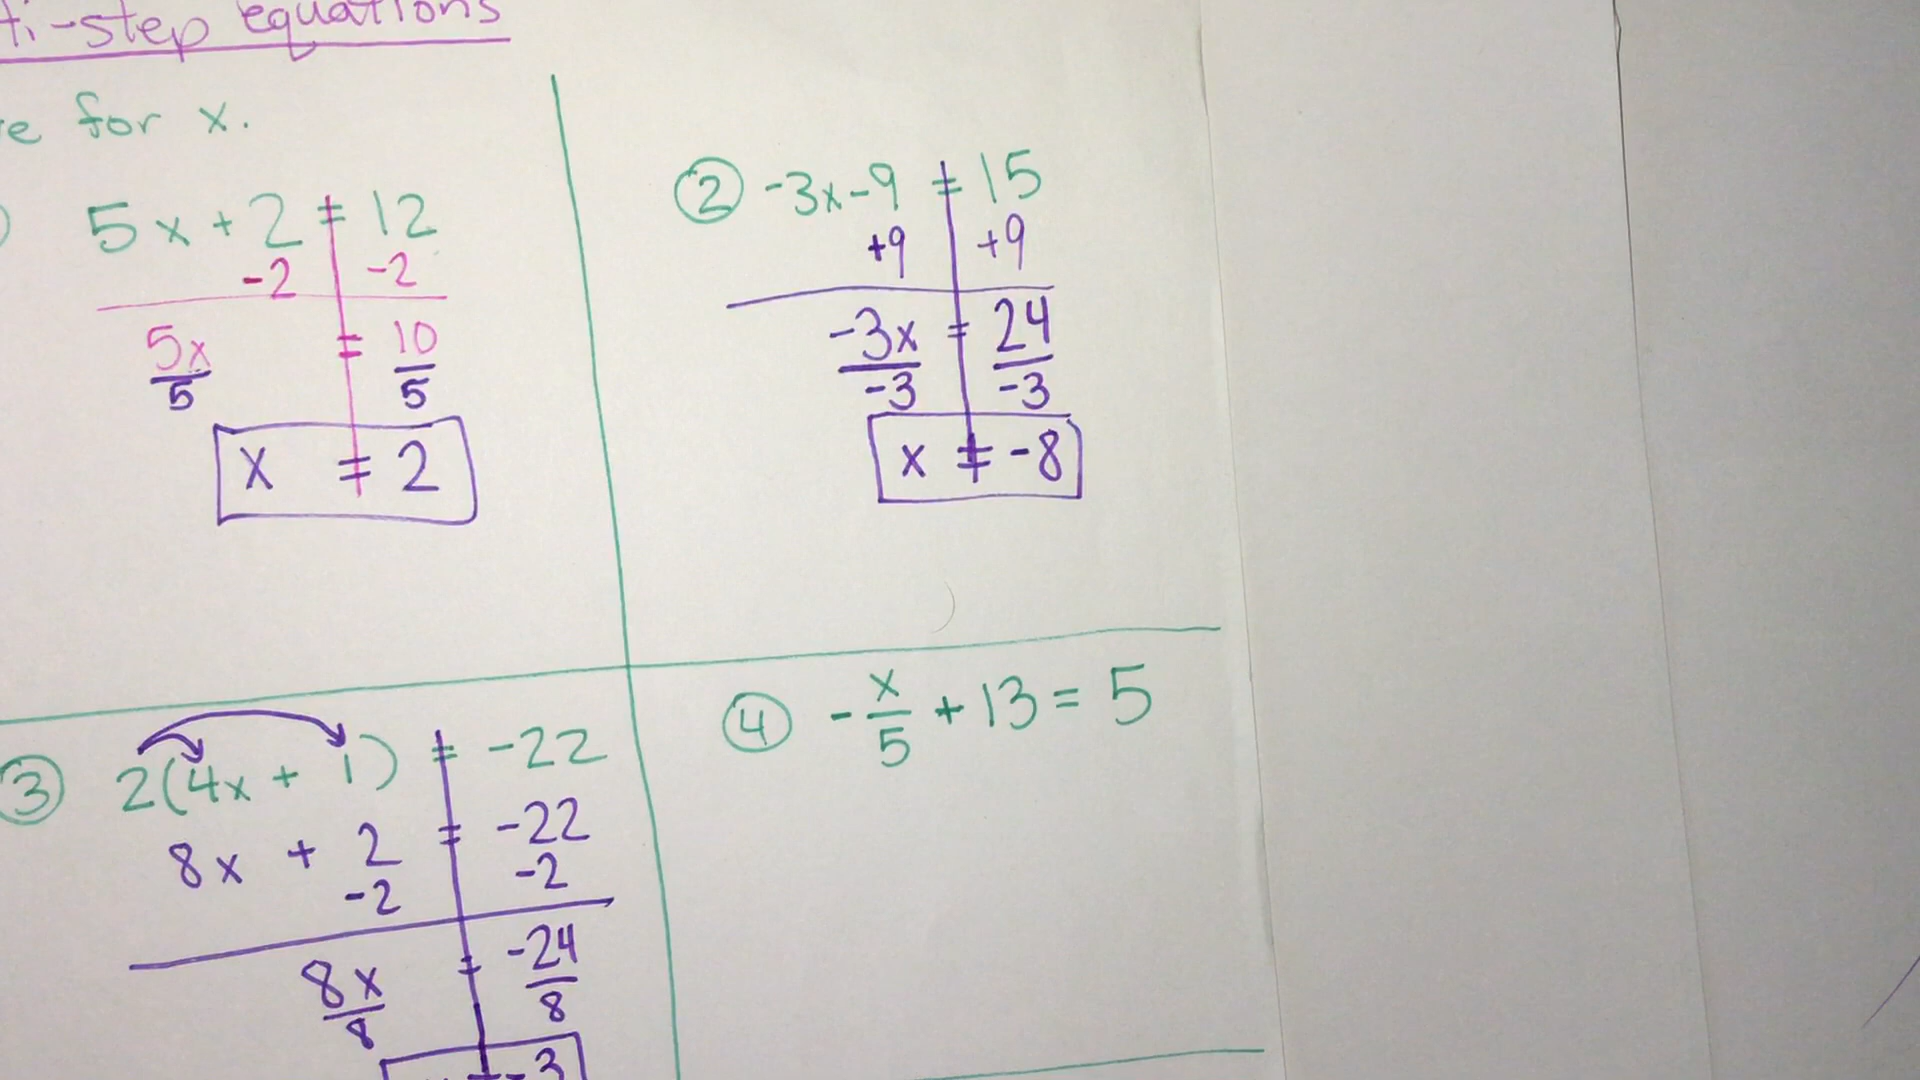 ti-step equations
e for x.
5x + 2 = 12
-2 -2
5x/5 = 10/5
x = 2
② -3x - 9 = 15
+9 +9
-3x/-3 = 24/-3
x = -8
③ 2(4x + 1) = -22
8x + 2 = -22
-2 -2
8x/8 = -24/8
= -3
④ -x/5 + 13 = 5